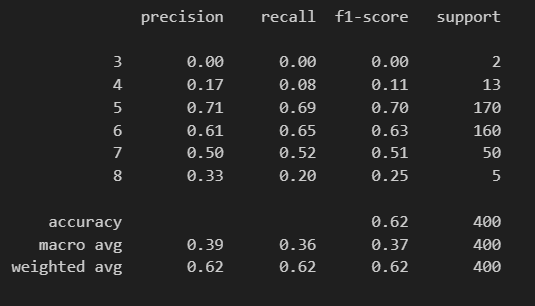 precision recall f1-score support
3 0.00 0.00 0.00 2
4 0.17 0.08 0.11 13
5 0.71 0.69 0.70 170
6 0.61 0.65 0.63 160
7 0.50 0.52 0.51 50
8 0.33 0.20 0.25 5
accuracy 0.62 400
macro avg 0.39 0.36 0.37 400
weighted avg 0.62 0.62 0.62 400